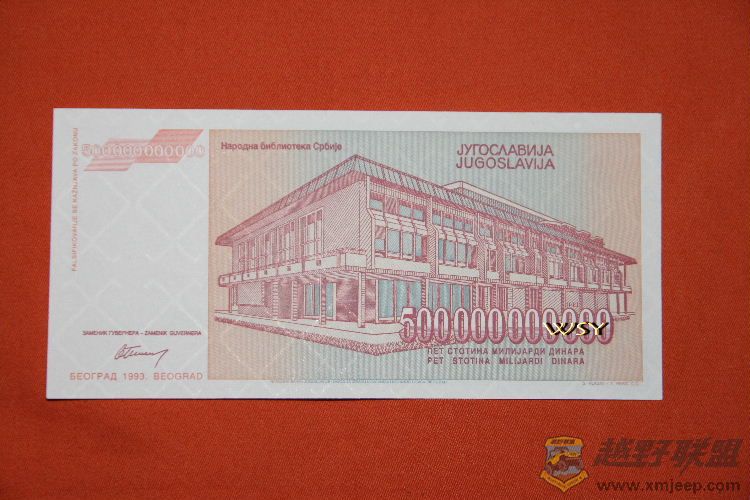 FALSIFIKOVANJE SE KAŽNJAVA PO ZAKONU
500000000000
Народна библиотека Србије
ЈУГОСЛАВИЈА
JUGOSLAVIJA
500000000000
WSY
ПЕТ СТОТИНА МИЛИЈАРДИ ДИНАРА
PET STOTINA MILIJARDI DINARA
ЗАМЕНИК ГУВЕРНЕРА - ZAMENIK GUVERNERA
БЕОГРАД 1993. BEOGRAD
越野联盟
www.xmjeep.com